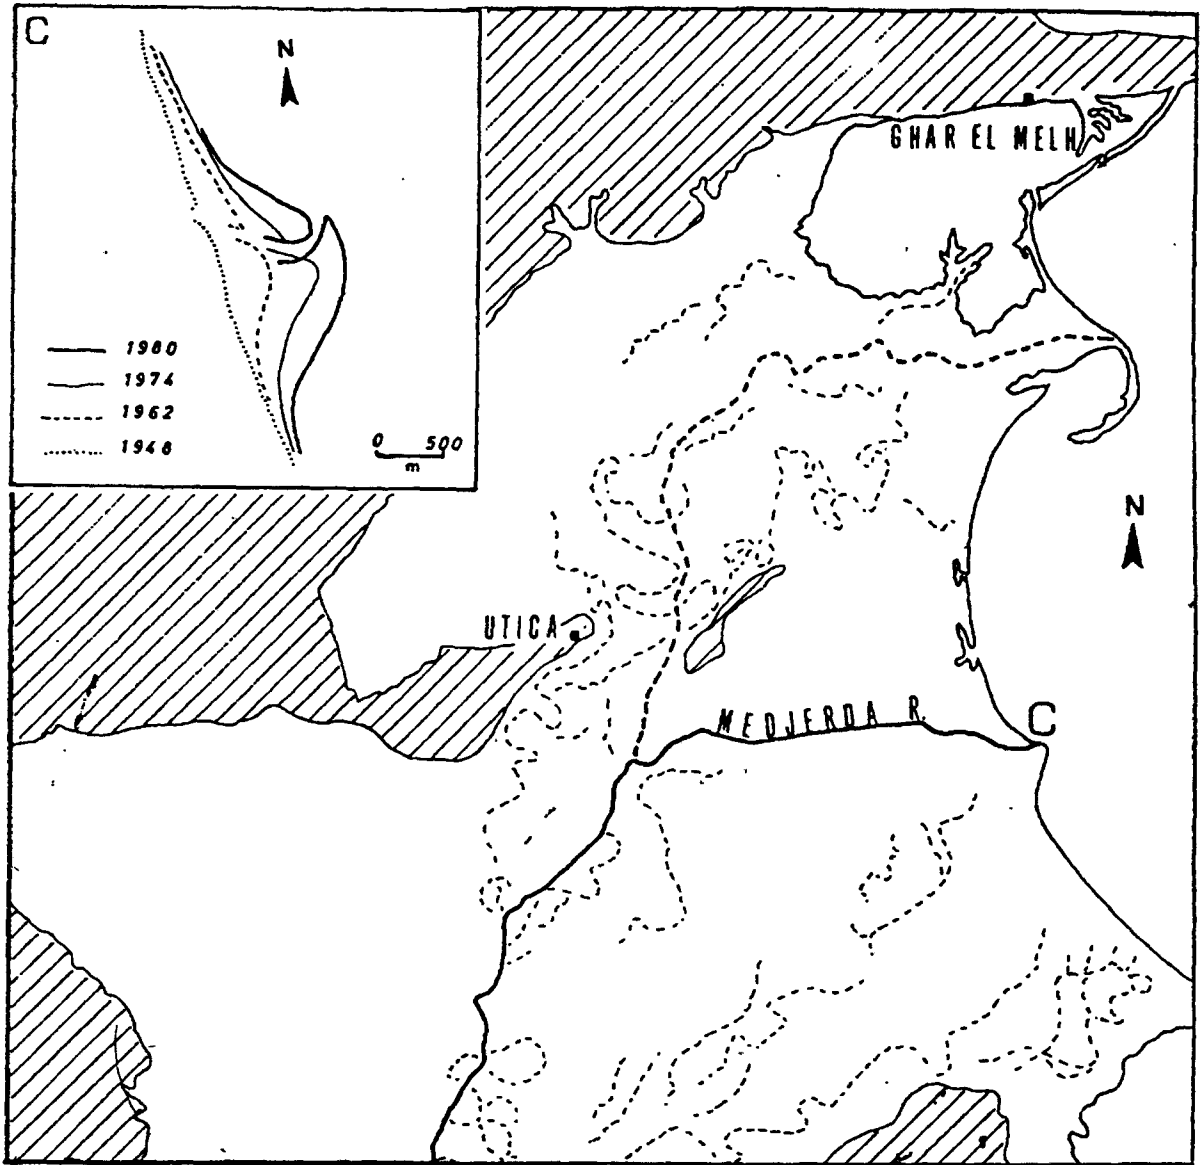 C
N
1980
1974
1962
1948
0 500
m
GHAR EL MELH
N
UTICA
MEDJERDA R.
C